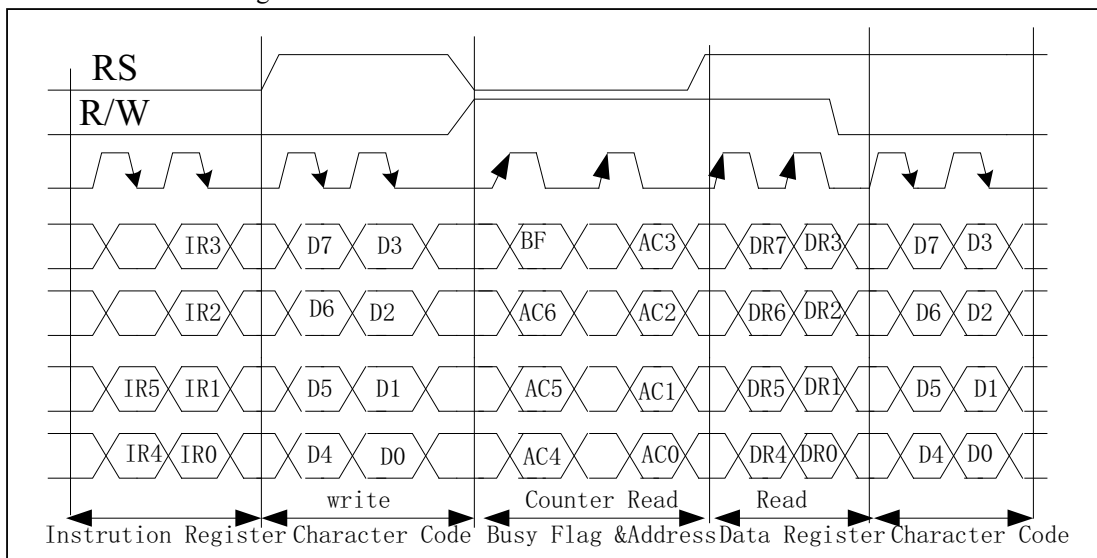 RS
R/W
IR3 D7 D3 BF AC3 DR7 DR3 D7 D3
IR2 D6 D2 AC6 AC2 DR6 DR2 D6 D2
IR5 IR1 D5 D1 AC5 AC1 DR5 DR1 D5 D1
IR4 IR0 D4 D0 AC4 AC0 DR4 DR0 D4 D0
write Counter Read Read
Instrution Register Character Code Busy Flag &Address Data Register Character Code